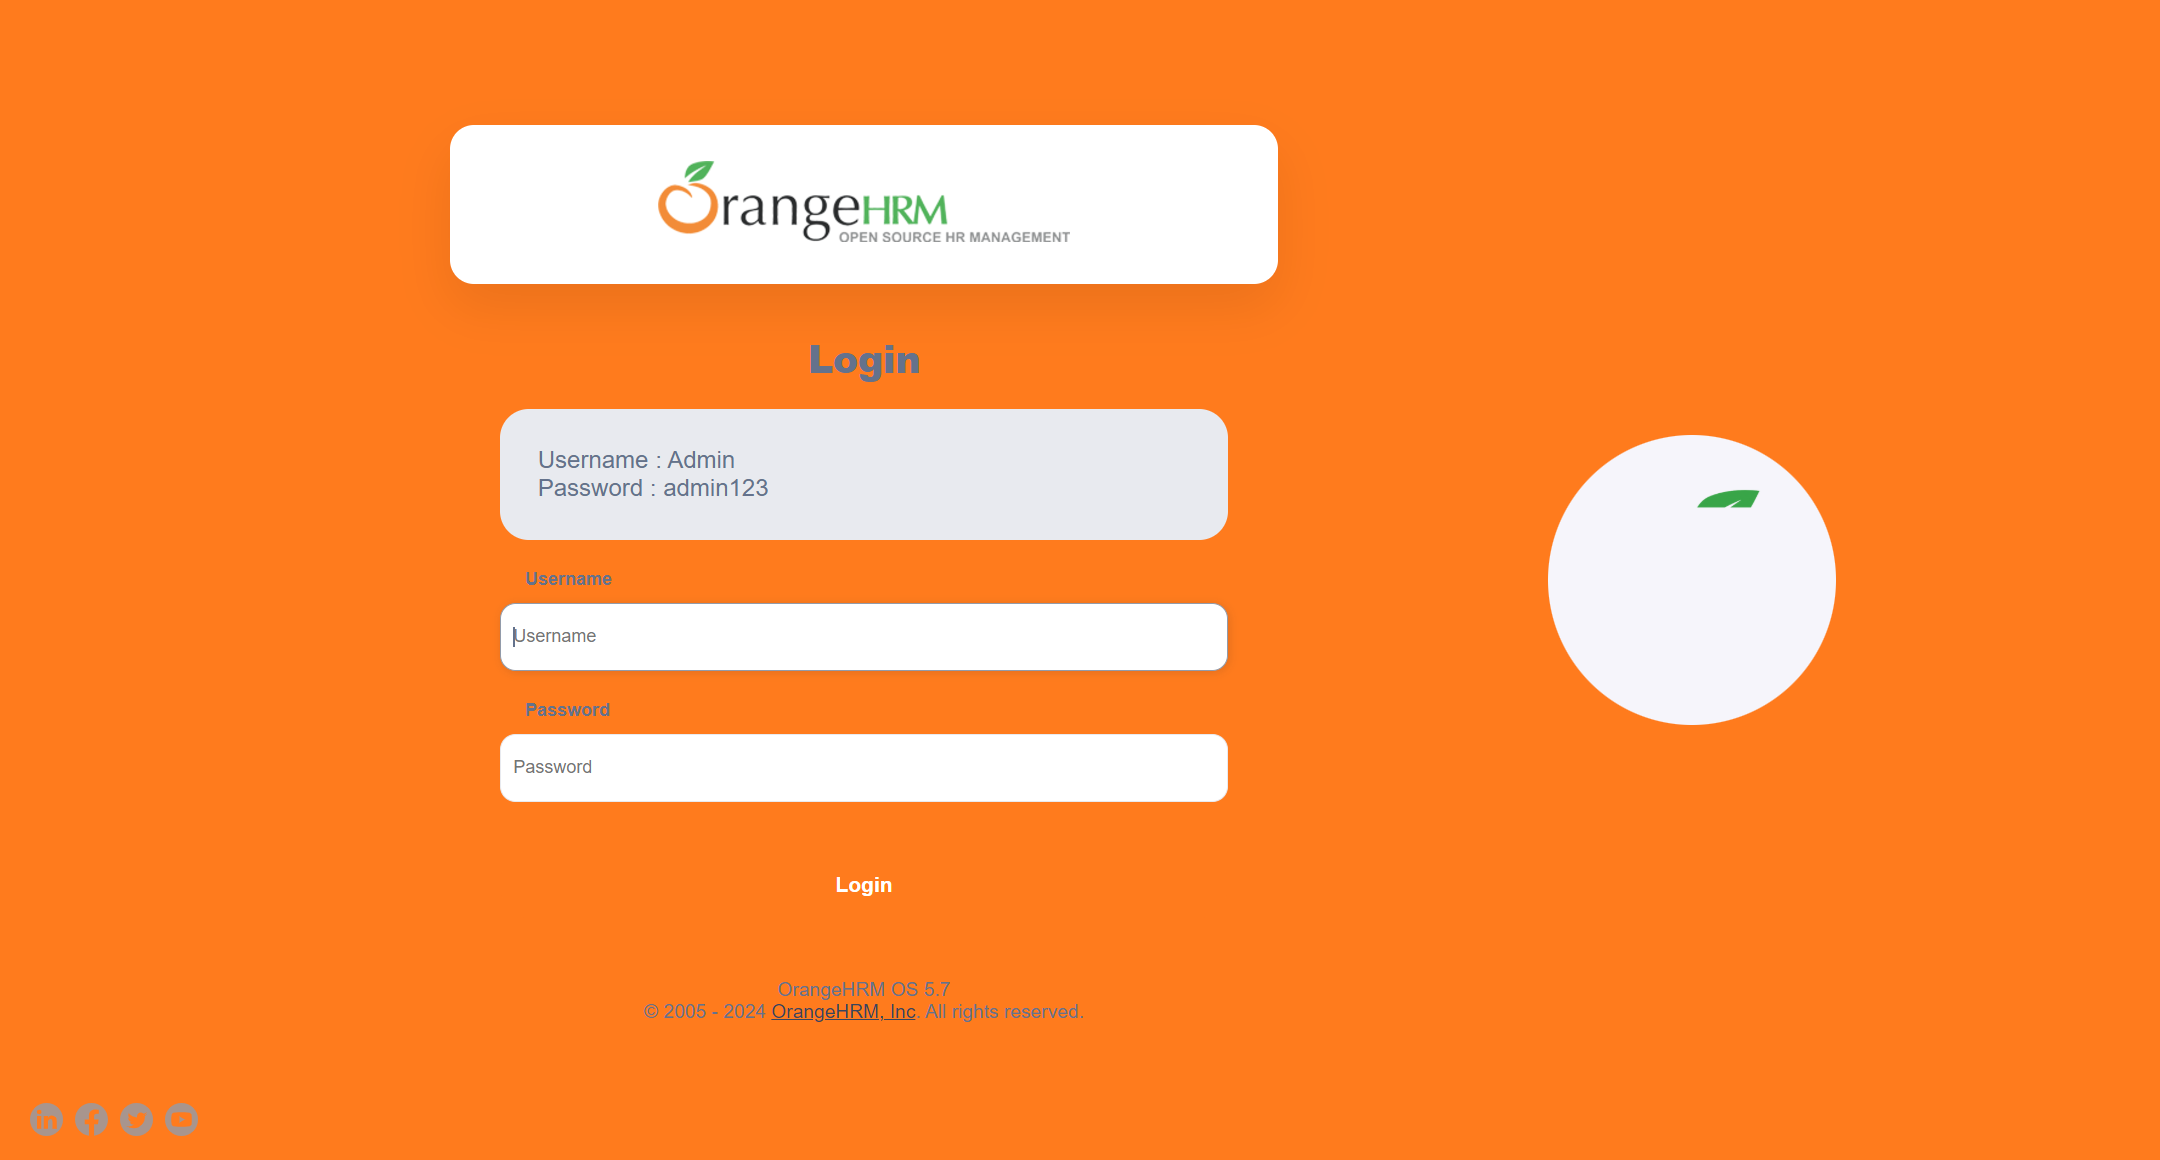 OrangeHRM
OPEN SOURCE HR MANAGEMENT
Login
Username : Admin
Password : admin123
Username
Username
Password
Password
Login
OrangeHRM OS 5.7
© 2005 - 2024 OrangeHRM, Inc. All rights reserved.